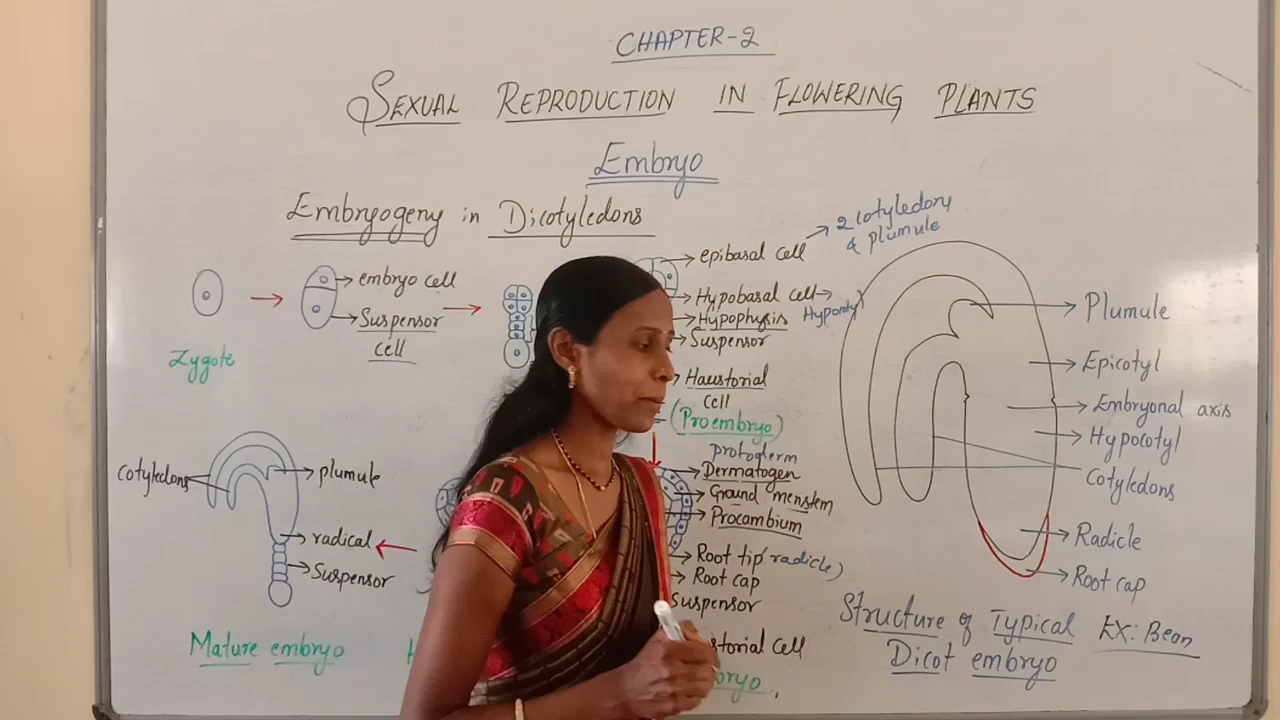 CHAPTER-2
SEXUAL REPRODUCTION IN FLOWERING PLANTS
Embryo
Embryogeny in Dicotyledons
Zygote
embryo cell
Suspensor
cell
epibasal cell
2 cotyledons
& plumule
Hypobasal cell
Hypophysis
Suspensor
Haustorial
cell
(Proembryo)
protoderm
Dermatogen
Ground meristem
Procambium
Root tip (radicle)
Root cap
Suspensor
storial cell
bryo
cotyledons
plumule
radical
Suspensor
Mature embryo
Plumule
Epicotyl
Embryonal axis
Hypocotyl
Cotyledons
Radicle
Root cap
Structure of Typical EX: Bean
Dicot embryo